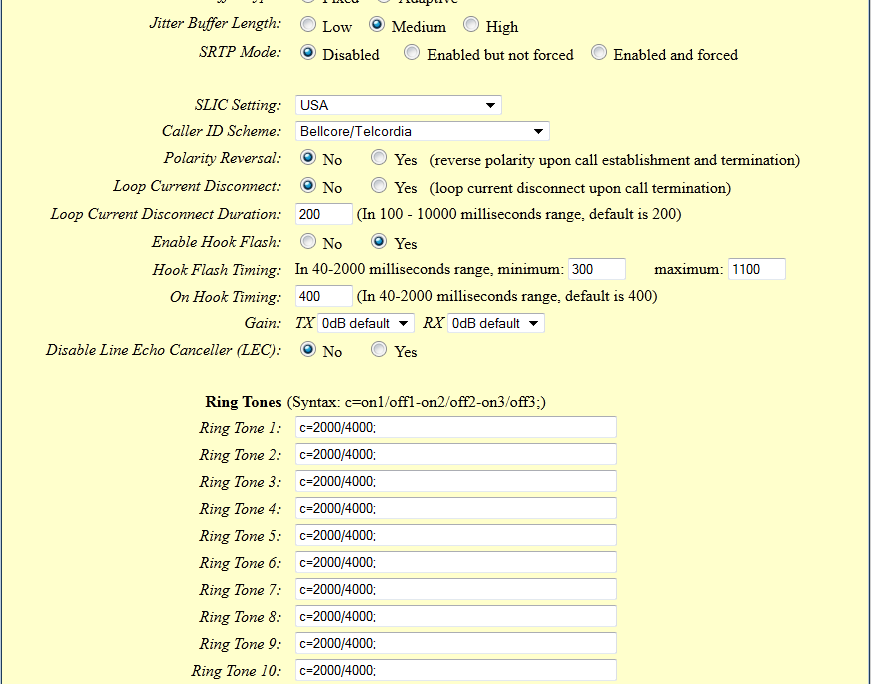 Jitter Buffer Length: Low Medium High
SRTP Mode: Disabled Enabled but not forced Enabled and forced
SLIC Setting: USA
Caller ID Scheme: Bellcore/Telcordia
Polarity Reversal: No Yes (reverse polarity upon call establishment and termination)
Loop Current Disconnect: No Yes (loop current disconnect upon call termination)
Loop Current Disconnect Duration: 200 (In 100 - 10000 milliseconds range, default is 200)
Enable Hook Flash: No Yes
Hook Flash Timing: In 40-2000 milliseconds range, minimum: 300 maximum: 1100
On Hook Timing: 400 (In 40-2000 milliseconds range, default is 400)
Gain: TX 0dB default RX 0dB default
Disable Line Echo Canceller (LEC): No Yes
Ring Tones (Syntax: c=on1/off1-on2/off2-on3/off3;)
Ring Tone 1: c=2000/4000;
Ring Tone 2: c=2000/4000;
Ring Tone 3: c=2000/4000;
Ring Tone 4: c=2000/4000;
Ring Tone 5: c=2000/4000;
Ring Tone 6: c=2000/4000;
Ring Tone 7: c=2000/4000;
Ring Tone 8: c=2000/4000;
Ring Tone 9: c=2000/4000;
Ring Tone 10: c=2000/4000;